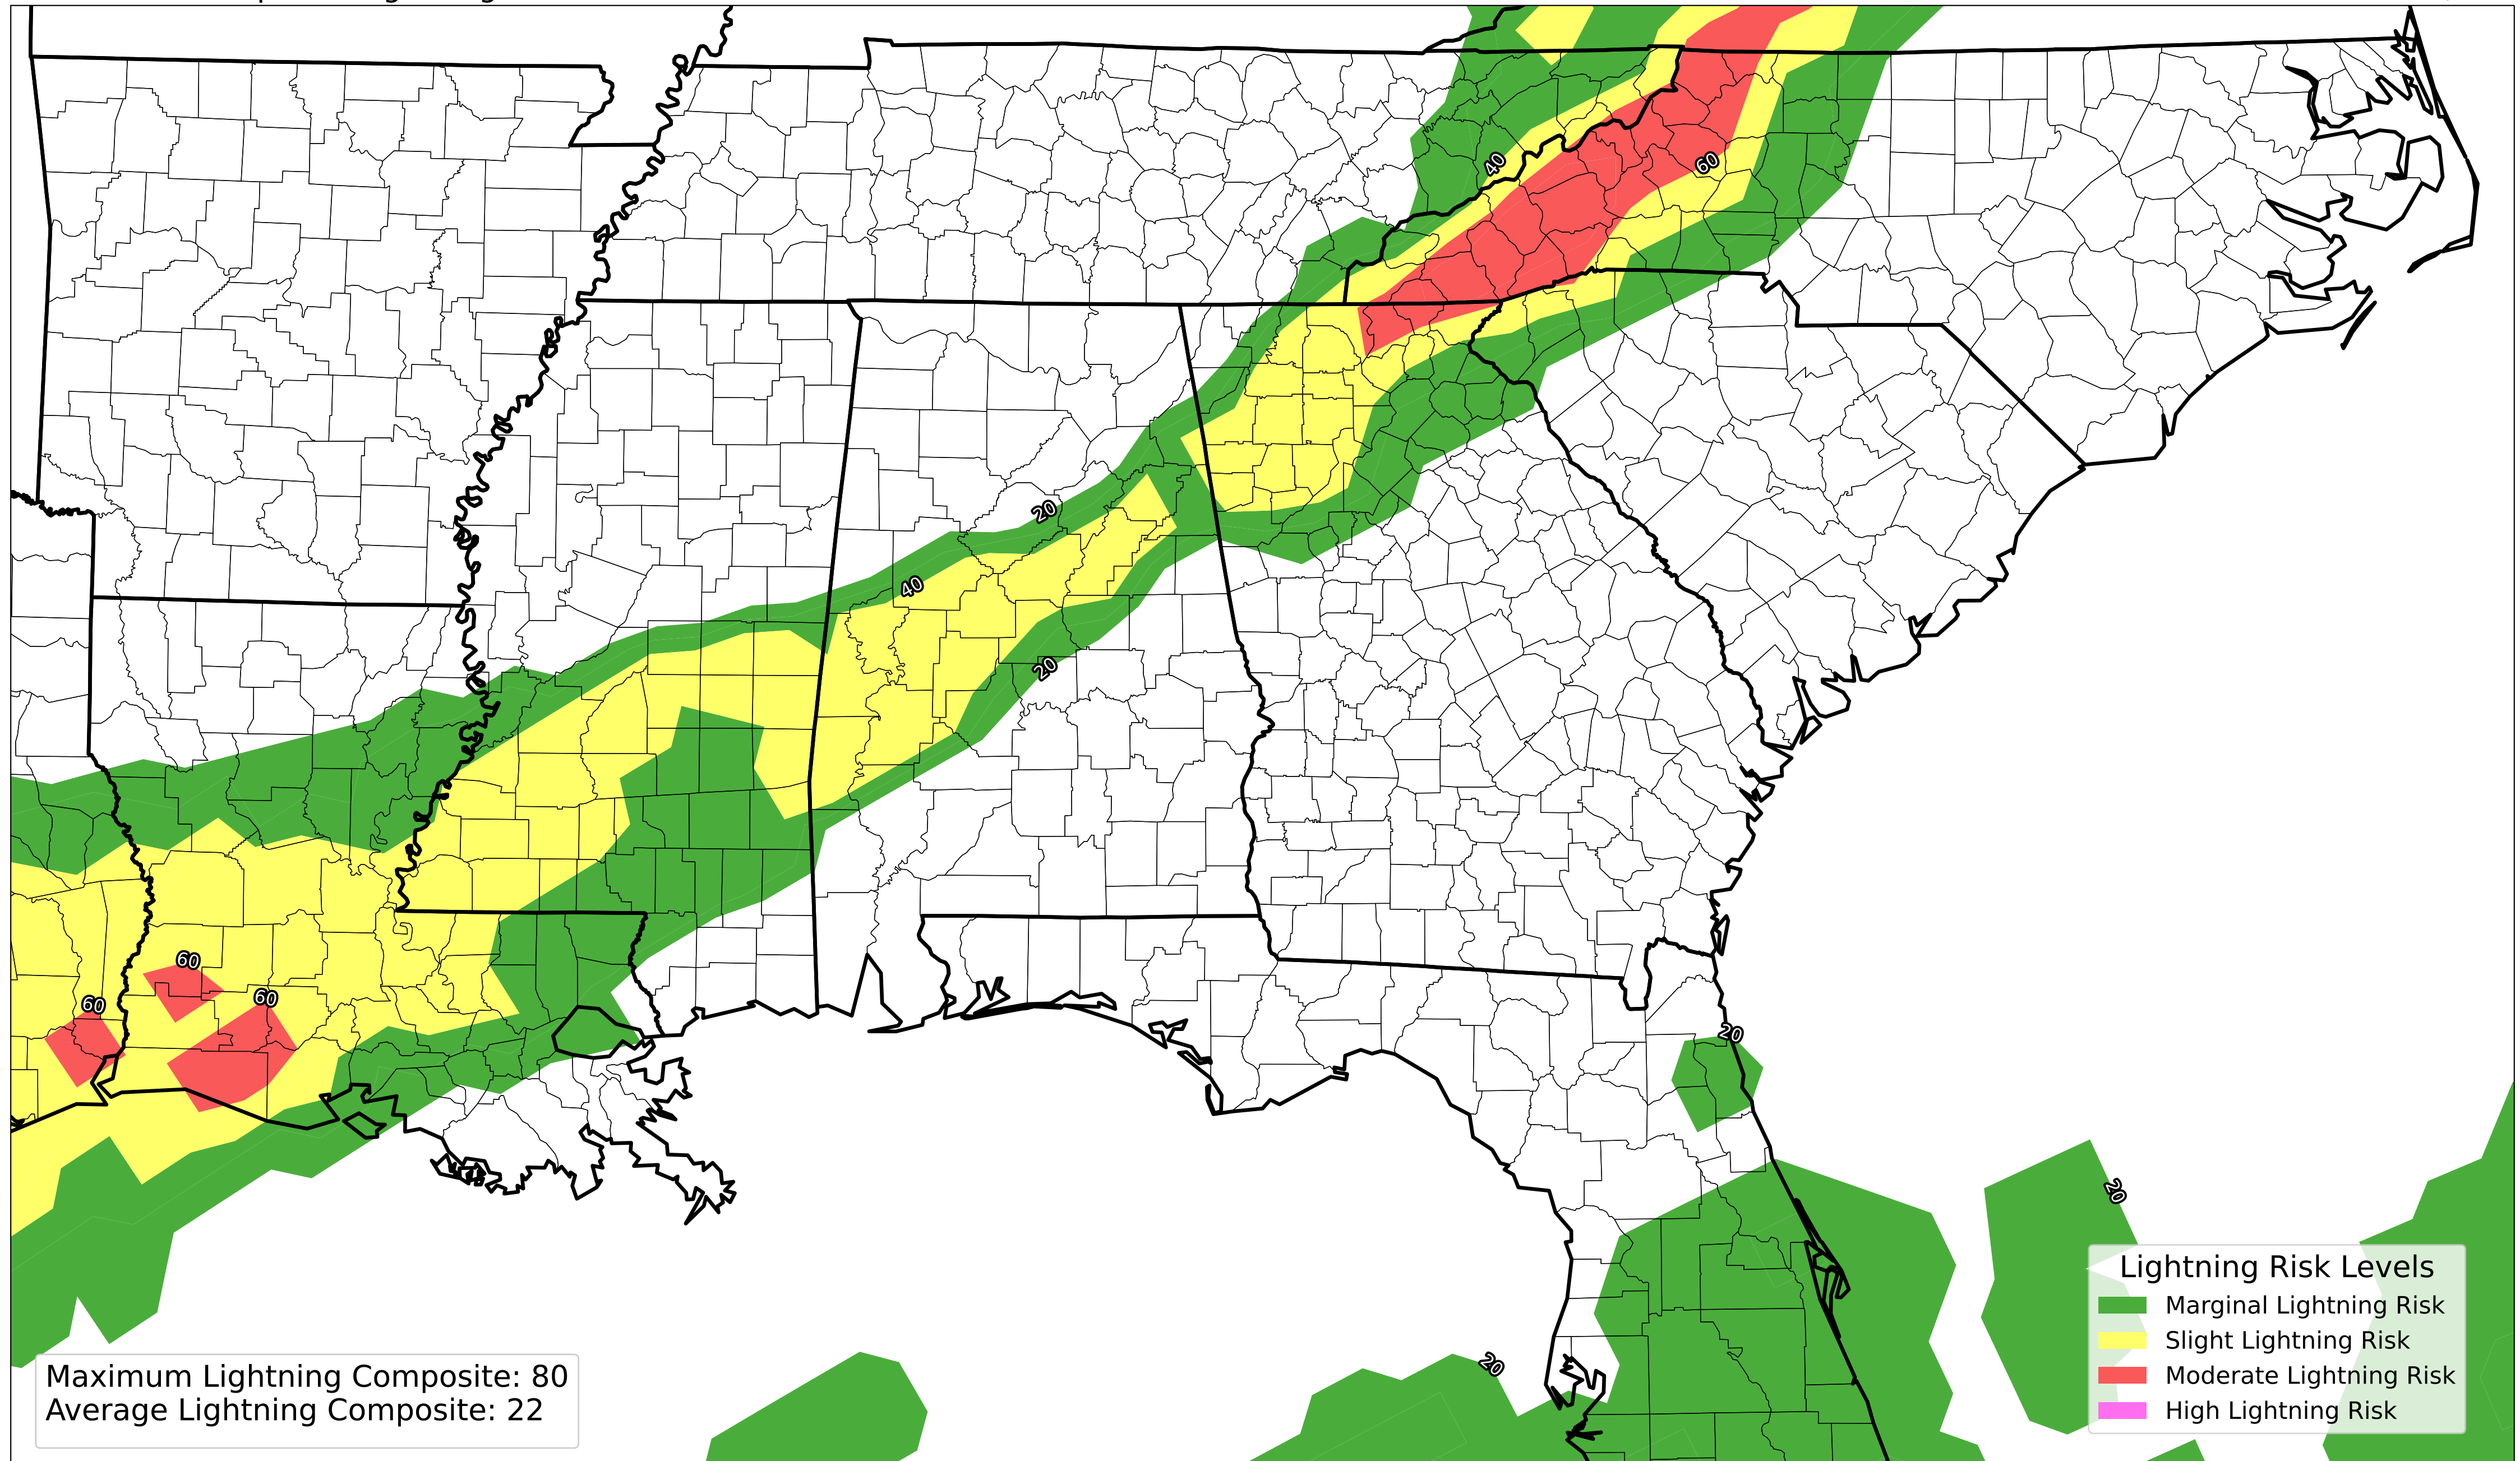 40
60
20
40
20
60
60
60
20
20
20
Lightning Risk Levels
Marginal Lightning Risk
Slight Lightning Risk
Moderate Lightning Risk
High Lightning Risk
Maximum Lightning Composite: 80
Average Lightning Composite: 22